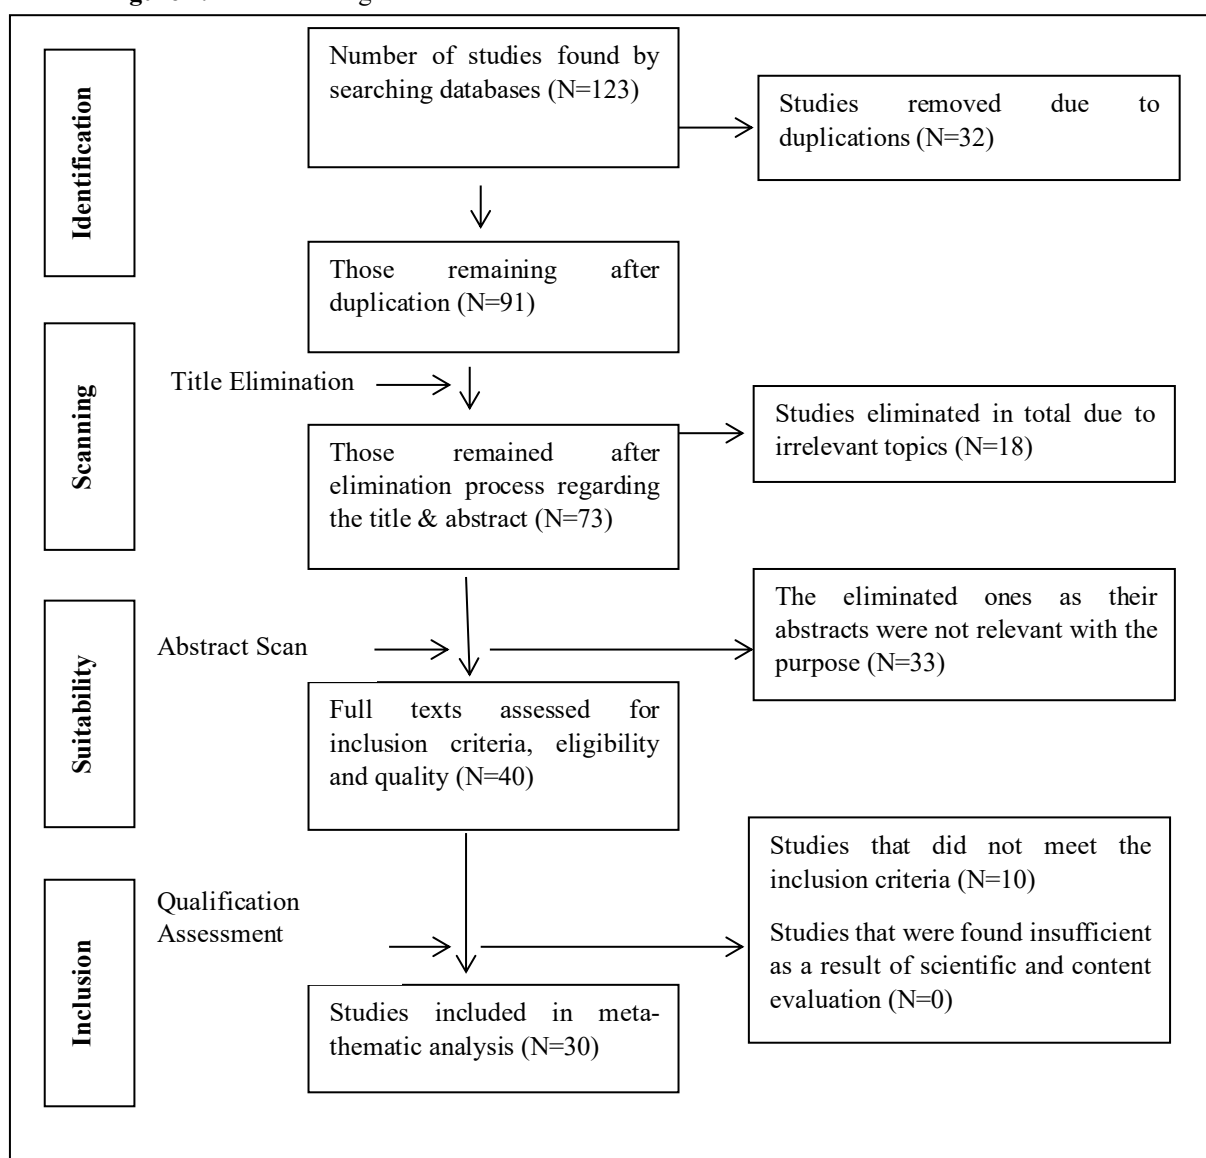 Identification
Number of studies found by
searching databases (N=123)
Studies removed due to
duplications (N=32)
Those remaining after
duplication (N=91)
Scanning
Title Elimination
Studies eliminated in total due to
irrelevant topics (N=18)
Those remained after
elimination process regarding
the title & abstract (N=73)
Suitability
Abstract Scan
The eliminated ones as their
abstracts were not relevant with the
purpose (N=33)
Full texts assessed for
inclusion criteria, eligibility
and quality (N=40)
Inclusion
Qualification
Assessment
Studies that did not meet the
inclusion criteria (N=10)
Studies that were found insufficient
as a result of scientific and content
evaluation (N=0)
Studies included in meta-
thematic analysis (N=30)